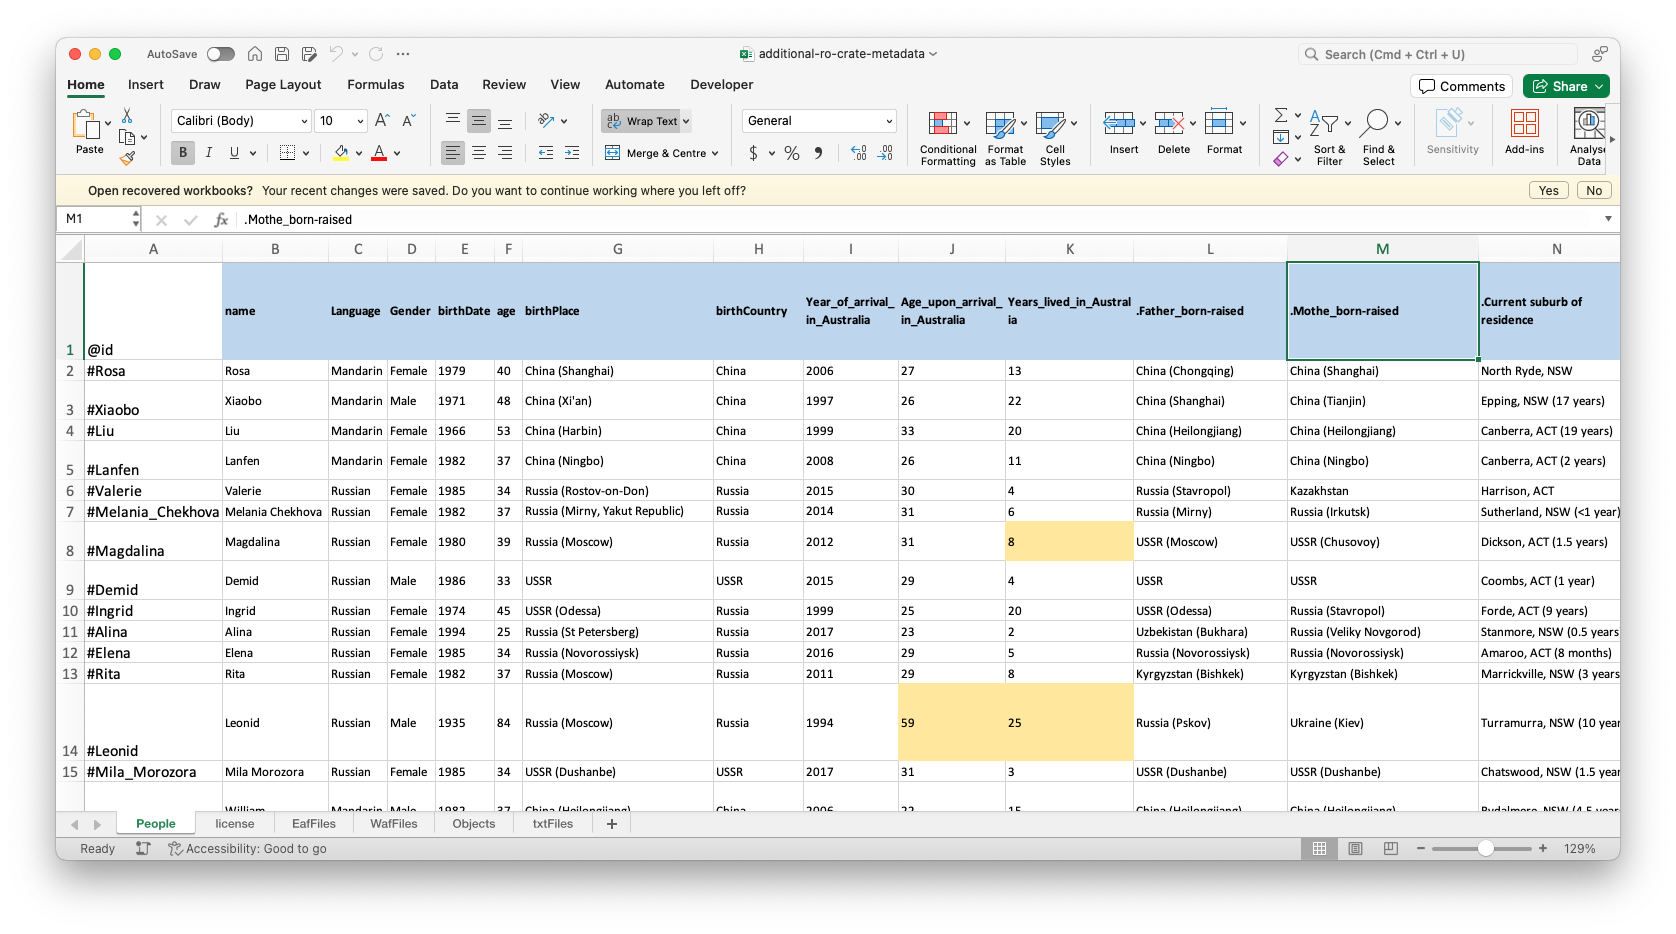 AutoSave
additional-ro-crate-metadata
Search (Cmd + Ctrl + U)
Home Insert Draw Page Layout Formulas Data Review View Automate Developer
Comments Share
Paste
Calibri (Body) 10
B I U
Wrap Text
Merge & Centre
General
Conditional Formatting
Format as Table
Cell Styles
Insert Delete Format
Sort & Filter
Find & Select
Sensitivity
Add-ins
Analyse Data
Open recovered workbooks? Your recent changes were saved. Do you want to continue working where you left off? Yes No
M1 fx .Mothe_born-raised
A B C D E F G H I J K L M N
1 @id name Language Gender birthDate age birthPlace birthCountry Year_of_arrival_in_Australia Age_upon_arrival_in_Australia Years_lived_in_Australia .Father_born-raised .Mothe_born-raised .Current suburb of residence
2 #Rosa Rosa Mandarin Female 1979 40 China (Shanghai) China 2006 27 13 China (Chongqing) China (Shanghai) North Ryde, NSW
3 #Xiaobo Xiaobo Mandarin Male 1971 48 China (Xi'an) China 1997 26 22 China (Shanghai) China (Tianjin) Epping, NSW (17 years)
4 #Liu Liu Mandarin Female 1966 53 China (Harbin) China 1999 33 20 China (Heilongjiang) China (Heilongjiang) Canberra, ACT (19 years)
5 #Lanfen Lanfen Mandarin Female 1982 37 China (Ningbo) China 2008 26 11 China (Ningbo) China (Ningbo) Canberra, ACT (2 years)
6 #Valerie Valerie Russian Female 1985 34 Russia (Rostov-on-Don) Russia 2015 30 4 Russia (Stavropol) Kazakhstan Harrison, ACT
7 #Melania_Chekhova Melania Chekhova Russian Female 1982 37 Russia (Mirny, Yakut Republic) Russia 2014 31 6 Russia (Mirny) Russia (Irkutsk) Sutherland, NSW (<1 year)
8 #Magdalina Magdalina Russian Female 1980 39 Russia (Moscow) Russia 2012 31 8 USSR (Moscow) USSR (Chusovoy) Dickson, ACT (1.5 years)
9 #Demid Demid Russian Male 1986 33 USSR USSR 2015 29 4 USSR USSR Coombs, ACT (1 year)
10 #Ingrid Ingrid Russian Female 1974 45 USSR (Odessa) Russia 1999 25 20 USSR (Odessa) Russia (Stavropol) Forde, ACT (9 years)
11 #Alina Alina Russian Female 1994 25 Russia (St Petersberg) Russia 2017 23 2 Uzbekistan (Bukhara) Russia (Veliky Novgorod) Stanmore, NSW (0.5 years
12 #Elena Elena Russian Female 1985 34 Russia (Novorossiysk) Russia 2016 29 5 Russia (Novorossiysk) Russia (Novorossiysk) Amaroo, ACT (8 months)
13 #Rita Rita Russian Female 1982 37 Russia (Moscow) Russia 2011 29 8 Kyrgyzstan (Bishkek) Kyrgyzstan (Bishkek) Marrickville, NSW (3 years
14 #Leonid Leonid Russian Male 1935 84 Russia (Moscow) Russia 1994 59 25 Russia (Pskov) Ukraine (Kiev) Turramurra, NSW (10 year
15 #Mila_Morozora Mila Morozora Russian Female 1985 34 USSR (Dushanbe) USSR 2017 31 3 USSR (Dushanbe) USSR (Dushanbe) Chatswood, NSW (1.5 year
William Mandarin Male 1982 37 China (Heilongjiang) China 2006 China (Heilongjiang) China (Heilongjiang)
People license EafFiles WafFiles Objects txtFiles +
Ready Accessibility: Good to go 129%